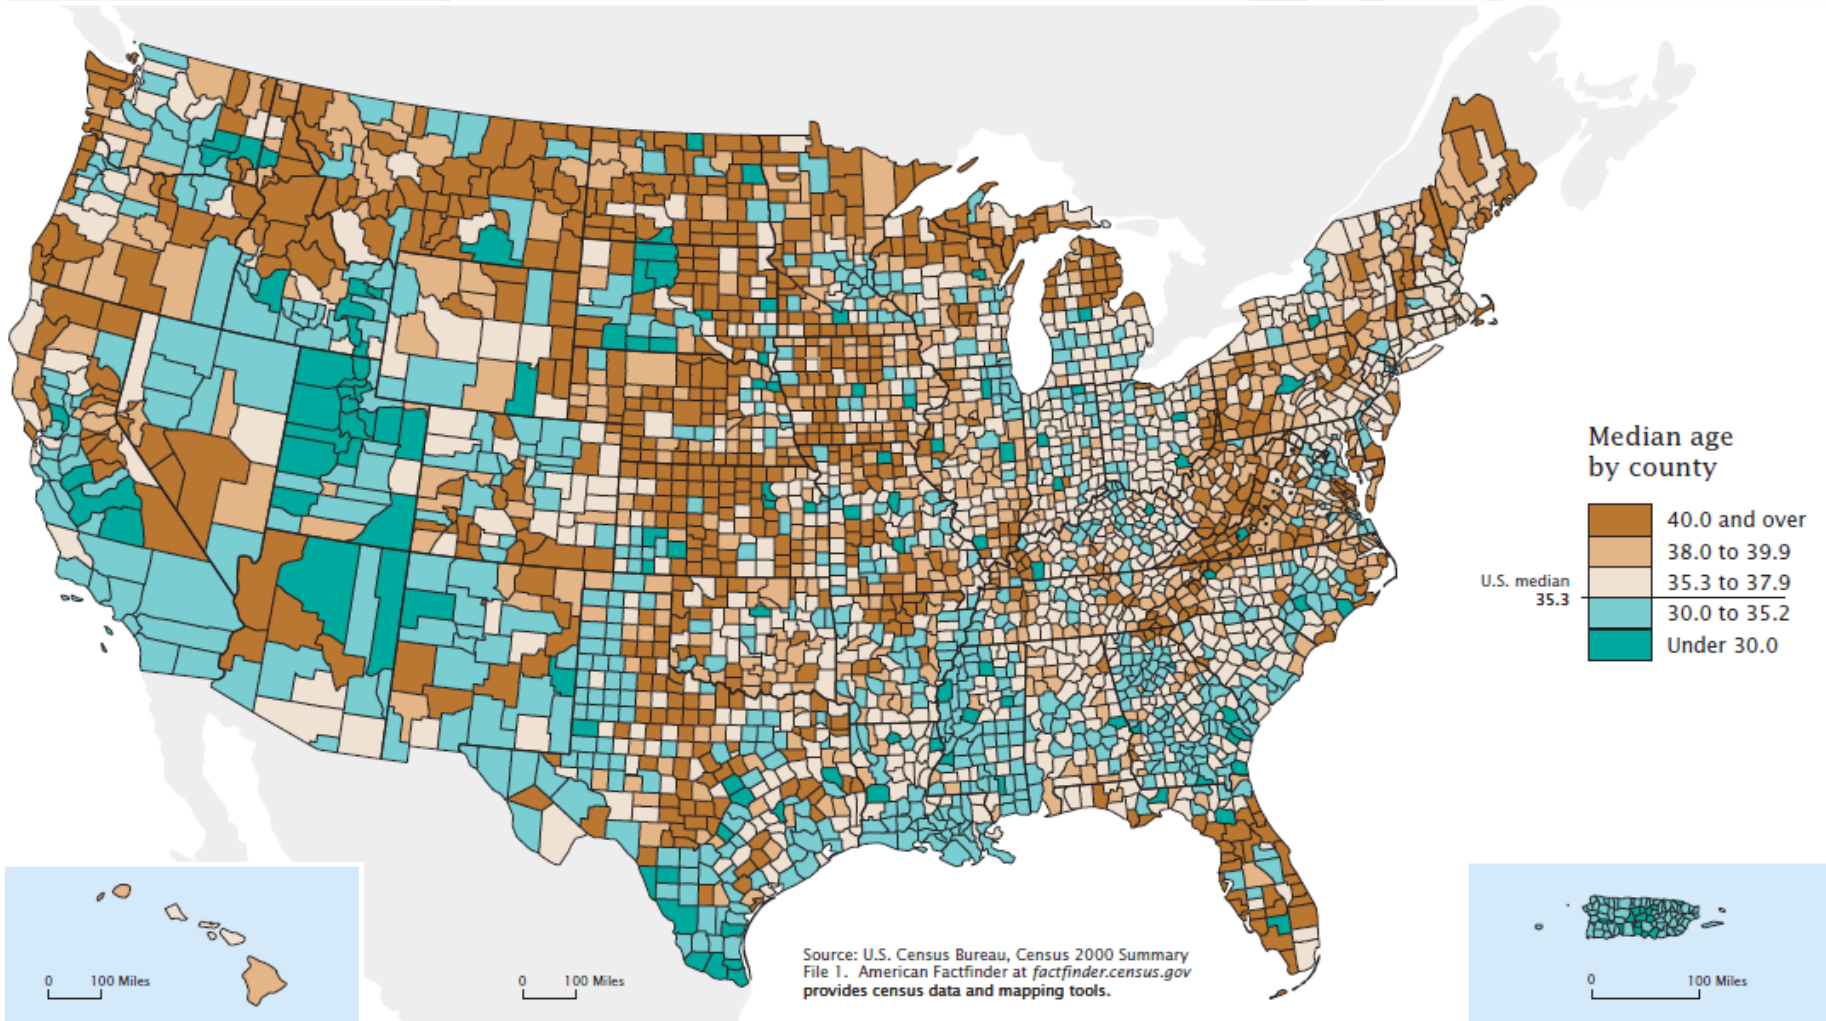 Median age
by county
40.0 and over
38.0 to 39.9
35.3 to 37.9
30.0 to 35.2
Under 30.0
U.S. median
35.3
0 100 Miles
0 100 Miles
Source: U.S. Census Bureau, Census 2000 Summary
File 1. American Factfinder at factfinder.census.gov
provides census data and mapping tools.
0 100 Miles